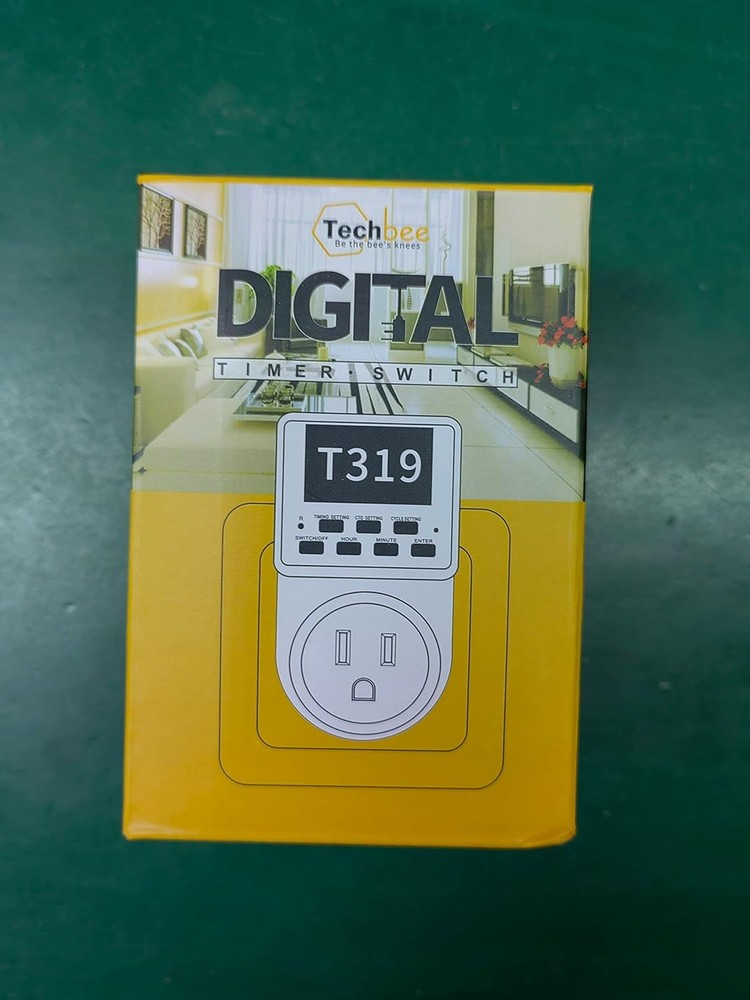 Techbee
Be the bee's knees
DIGITAL
TIMER · SWITCH
T319
R TIMING SETTING CTD SETTING CYCLE SETTING
SWITCH/OFF HOUR MINUTE ENTER